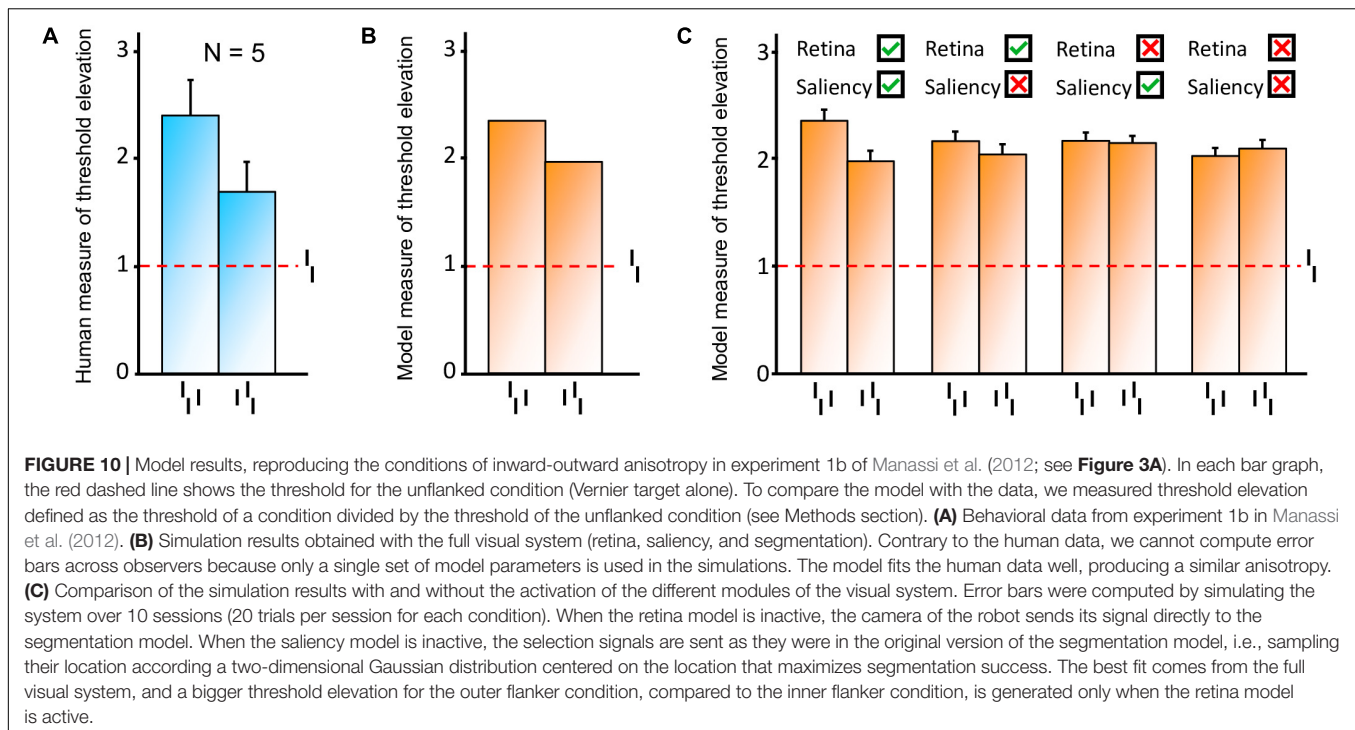 A
Human measure of threshold elevation
3
2
1
0
N = 5
B
Model measure of threshold elevation
3
2
1
0
C
Model measure of threshold elevation
3
2
1
0
Retina Retina Retina Retina
Saliency Saliency Saliency Saliency
FIGURE 10 | Model results, reproducing the conditions of inward-outward anisotropy in experiment 1b of Manassi et al. (2012; see Figure 3A). In each bar graph,
the red dashed line shows the threshold for the unflanked condition (Vernier target alone). To compare the model with the data, we measured threshold elevation
defined as the threshold of a condition divided by the threshold of the unflanked condition (see Methods section). (A) Behavioral data from experiment 1b in Manassi
et al. (2012). (B) Simulation results obtained with the full visual system (retina, saliency, and segmentation). Contrary to the human data, we cannot compute error
bars across observers because only a single set of model parameters is used in the simulations. The model fits the human data well, producing a similar anisotropy.
(C) Comparison of the simulation results with and without the activation of the different modules of the visual system. Error bars were computed by simulating the
system over 10 sessions (20 trials per session for each condition). When the retina model is inactive, the camera of the robot sends its signal directly to the
segmentation model. When the saliency model is inactive, the selection signals are sent as they were in the original version of the segmentation model, i.e., sampling
their location according a two-dimensional Gaussian distribution centered on the location that maximizes segmentation success. The best fit comes from the full
visual system, and a bigger threshold elevation for the outer flanker condition, compared to the inner flanker condition, is generated only when the retina model
is active.